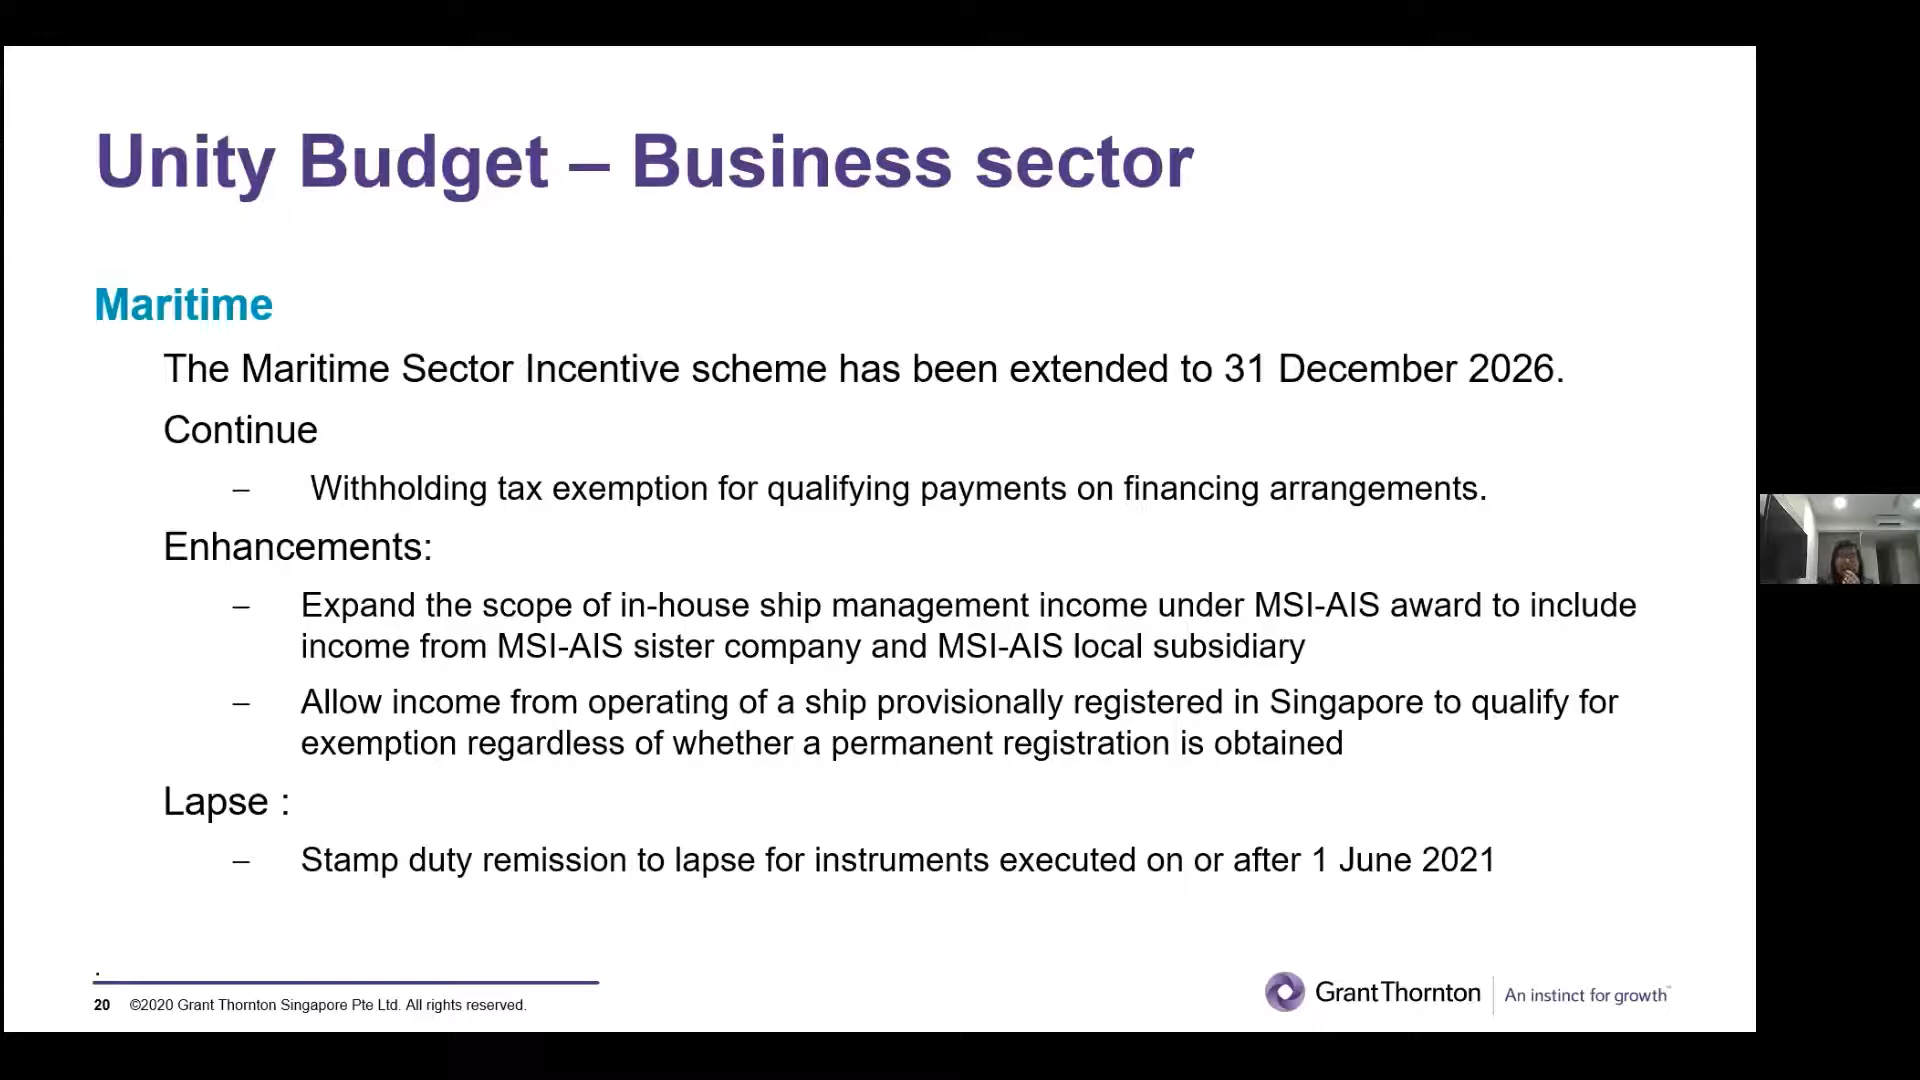 Unity Budget – Business sector
Maritime
The Maritime Sector Incentive scheme has been extended to 31 December 2026.
Continue
– Withholding tax exemption for qualifying payments on financing arrangements.
Enhancements:
– Expand the scope of in-house ship management income under MSI-AIS award to include
income from MSI-AIS sister company and MSI-AIS local subsidiary
– Allow income from operating of a ship provisionally registered in Singapore to qualify for
exemption regardless of whether a permanent registration is obtained
Lapse :
– Stamp duty remission to lapse for instruments executed on or after 1 June 2021
.
20 ©2020 Grant Thornton Singapore Pte Ltd. All rights reserved.
Grant Thornton An instinct for growth™